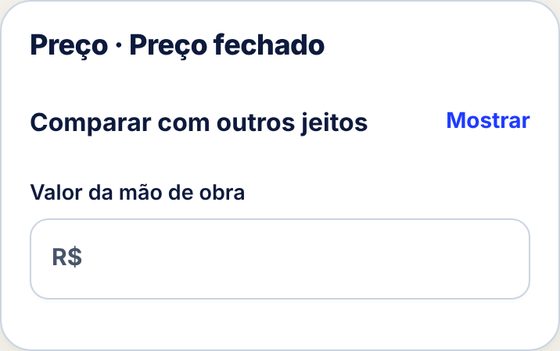 Preço · Preço fechado
Comparar com outros jeitos Mostrar
Valor da mão de obra
R$